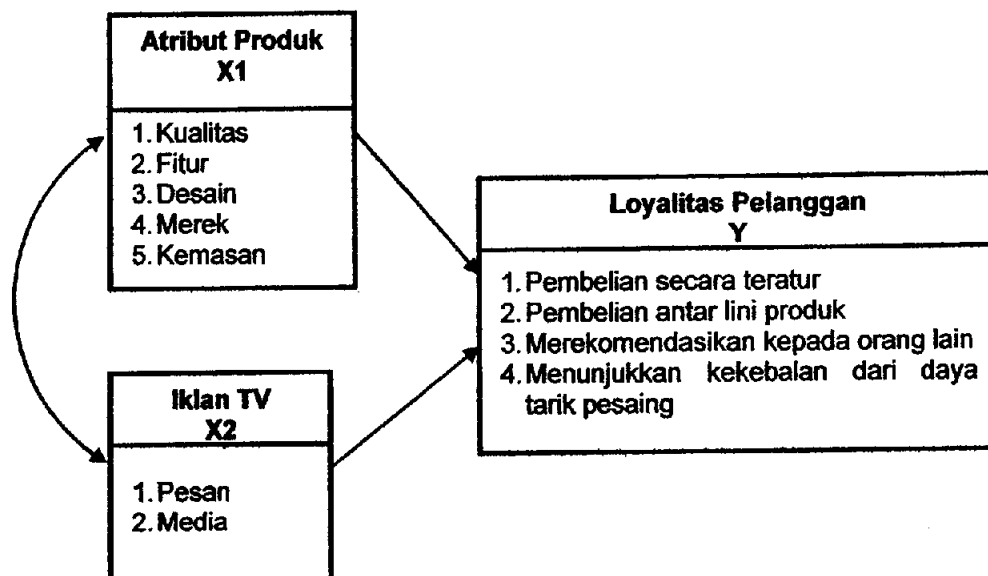 Atribut Produk
X1
1. Kualitas
2. Fitur
3. Desain
4. Merek
5. Kemasan
Loyalitas Pelanggan
Y
1. Pembelian secara teratur
2. Pembelian antar lini produk
3. Merekomendasikan kepada orang lain
4. Menunjukkan kekebalan dari daya
tarik pesaing
Iklan TV
X2
1. Pesan
2. Media